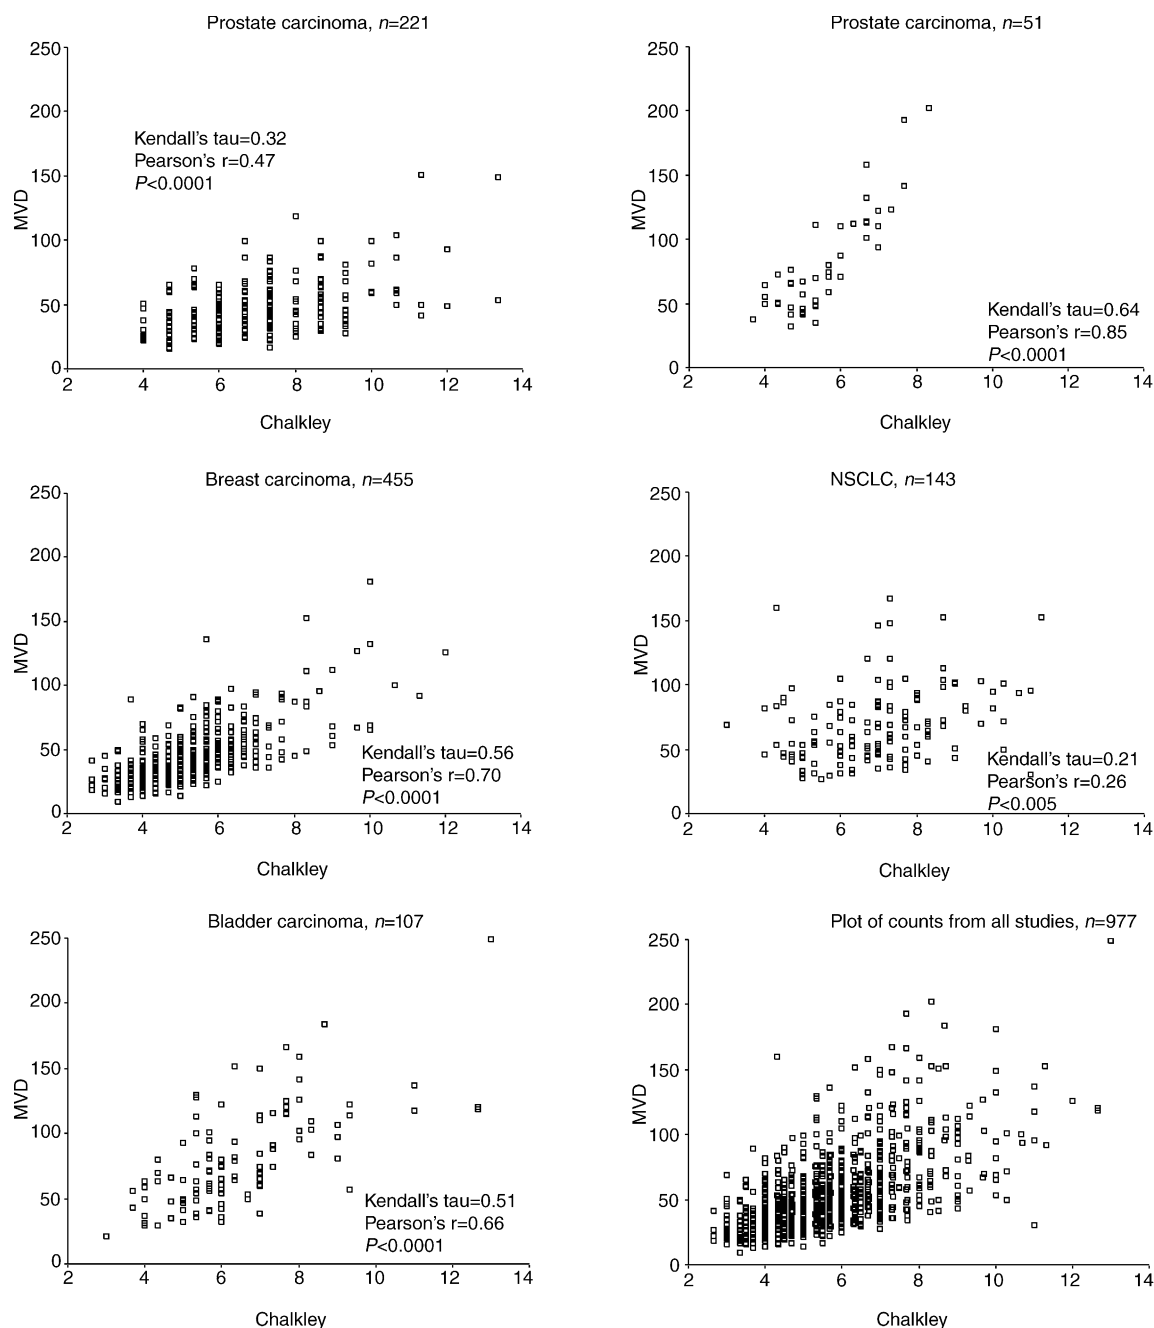 Prostate carcinoma, n=221
250
200
150
100
50
0
MVD
Kendall's tau=0.32
Pearson's r=0.47
P<0.0001
2 4 6 8 10 12 14
Chalkley
Prostate carcinoma, n=51
250
200
150
100
50
0
MVD
Kendall's tau=0.64
Pearson's r=0.85
P<0.0001
2 4 6 8 10 12 14
Chalkley
Breast carcinoma, n=455
250
200
150
100
50
0
MVD
Kendall's tau=0.56
Pearson's r=0.70
P<0.0001
2 4 6 8 10 12 14
Chalkley
NSCLC, n=143
250
200
150
100
50
0
MVD
Kendall's tau=0.21
Pearson's r=0.26
P<0.005
2 4 6 8 10 12 14
Chalkley
Bladder carcinoma, n=107
250
200
150
100
50
0
MVD
Kendall's tau=0.51
Pearson's r=0.66
P<0.0001
2 4 6 8 10 12 14
Chalkley
Plot of counts from all studies, n=977
250
200
150
100
50
0
MVD
2 4 6 8 10 12 14
Chalkley